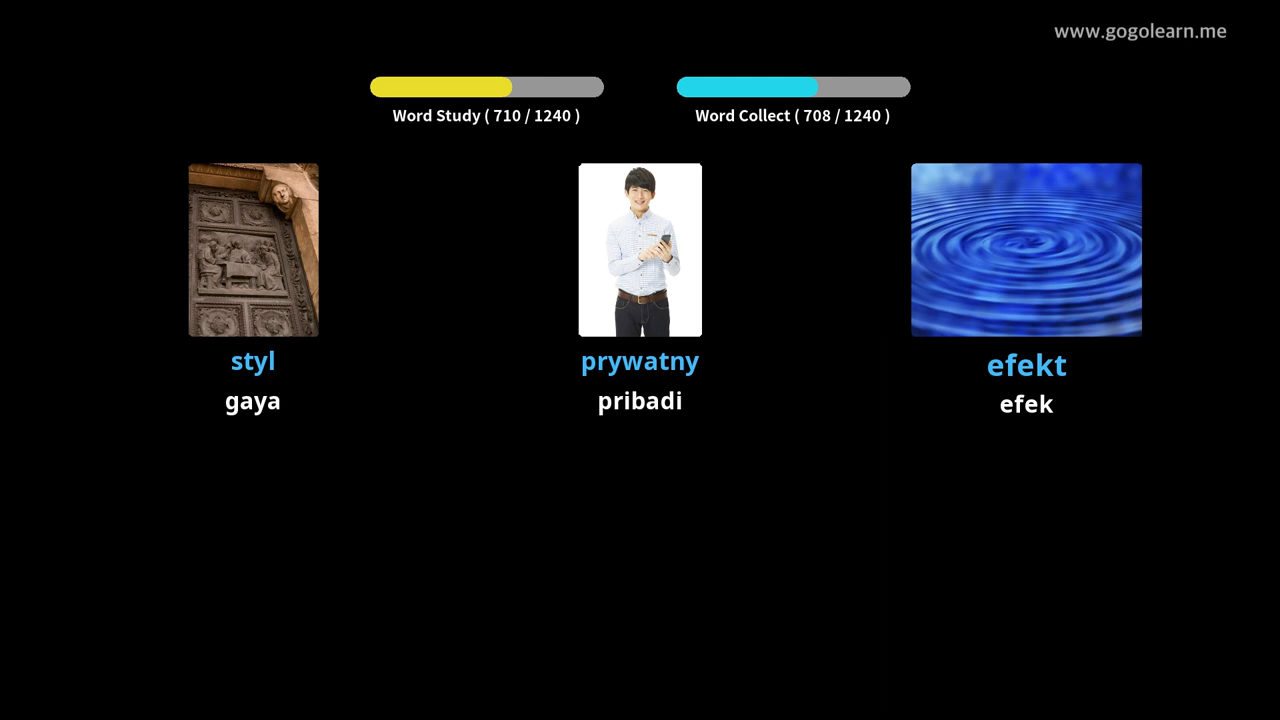 www.gogolearn.me
Word Study ( 710 / 1240 )
Word Collect ( 708 / 1240 )
styl
gaya
prywatny
pribadi
efekt
efek